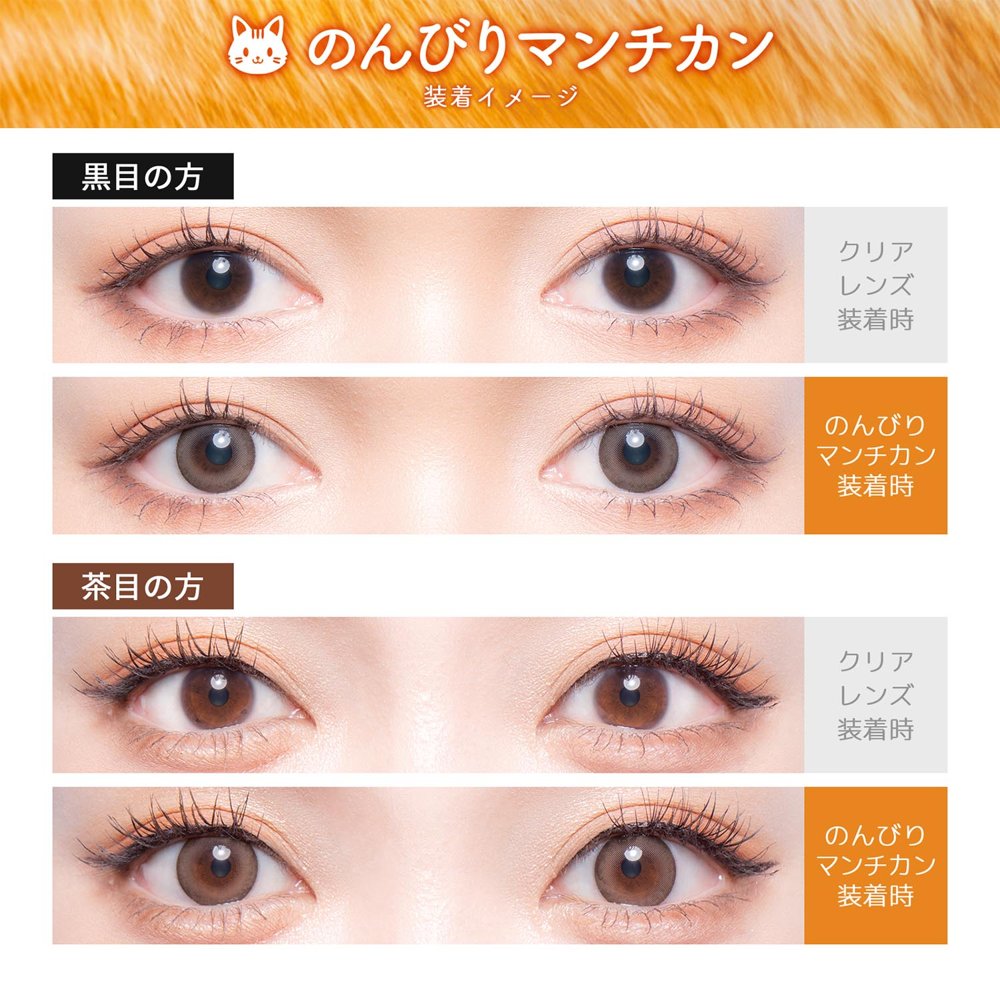 のんびりマンチカン
装着イメージ
黒目の方
クリア
レンズ
装着時
のんびり
マンチカン
装着時
茶目の方
クリア
レンズ
装着時
のんびり
マンチカン
装着時